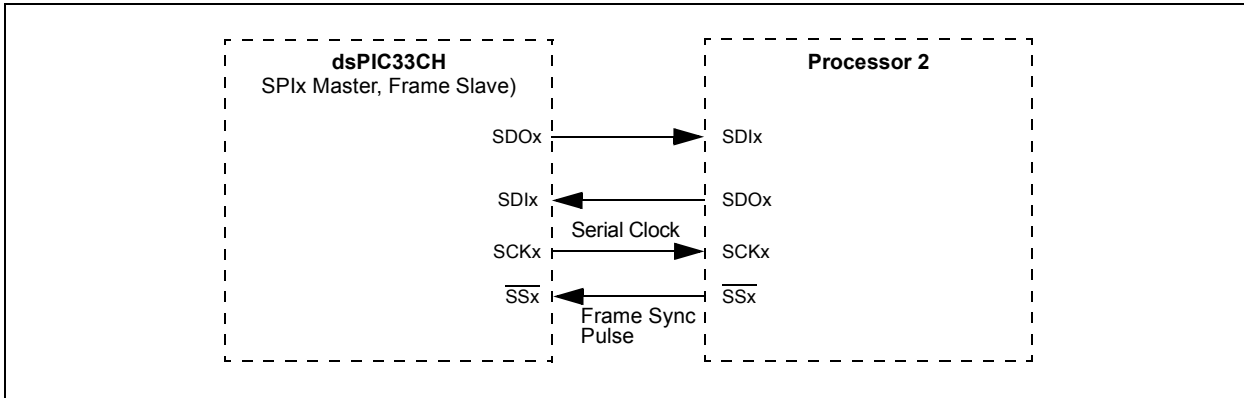 dsPIC33CH
SPIx Master, Frame Slave)
Processor 2
SDOx
SDIx
SDIx
SDOx
Serial Clock
SCKx
SCKx
SSx
SSx
Frame Sync
Pulse